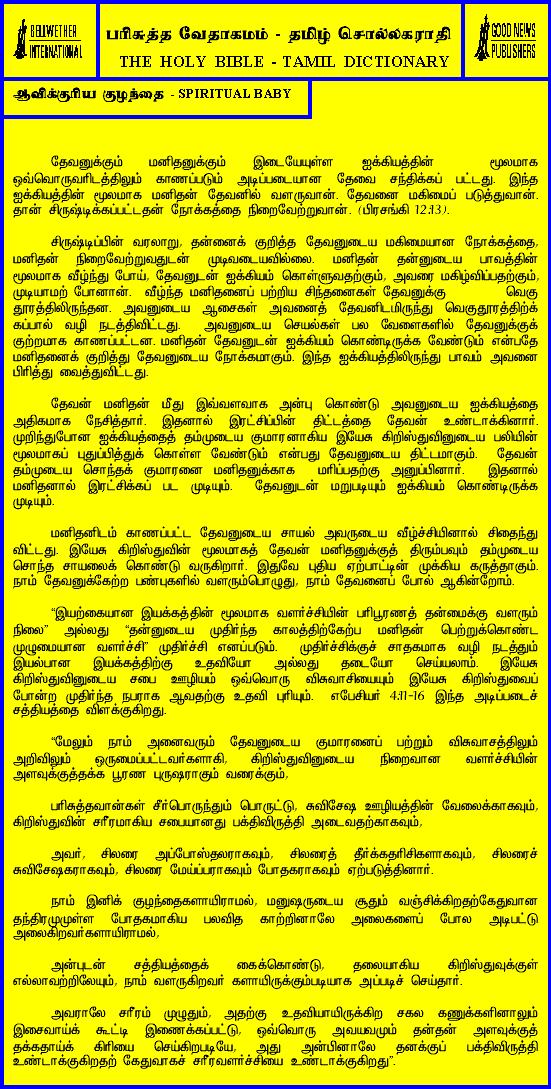 BELLWETHER
INTERNATIONAL
பரிசுத்த வேதாகமம் - தமிழ் சொல்லகராதி
THE HOLY BIBLE - TAMIL DICTIONARY
GOOD NEWS
PUBLISHERS
ஆவிக்குரிய குழந்தை - SPIRITUAL BABY
தேவனுக்கும் மனிதனுக்கும் இடையேயுள்ள ஐக்கியத்தின் மூலமாக
ஒவ்வொருவரிடத்திலும் காணப்படும் அடிப்படையான தேவை சந்திக்கப் பட்டது. இந்த
ஐக்கியத்தின் மூலமாக மனிதன் தேவனில் வளருவான். தேவனை மகிமைப் படுத்துவான்.
தான் சிருஷ்டிக்கப்பட்டதன் நோக்கத்தை நிறைவேற்றுவான். (பிரசங்கி 12:13).
சிருஷ்டிப்பின் வரலாறு, தன்னைக் குறித்த தேவனுடைய மகிமையான நோக்கத்தை,
மனிதன் நிறைவேற்றுவதுடன் முடிவடையவில்லை. மனிதன் தன்னுடைய பாவத்தின்
மூலமாக வீழ்ந்து போய், தேவனுடன் ஐக்கியம் கொள்ளுவதற்கும், அவரை மகிழ்விப்பதற்கும்,
முடியாமற் போனான். வீழ்ந்த மனிதனைப் பற்றிய சிந்தனைகள் தேவனுக்கு வெகு
தூரத்திலிருந்தன. அவனுடைய ஆசைகள் அவனைத் தேவனிடமிருந்து வெகுதூரத்திற்க்
கப்பால் வழி நடத்திவிட்டது. அவனுடைய செயல்கள் பல வேளைகளில் தேவனுக்குக்
குற்றமாக காணப்பட்டன. மனிதன் தேவனுடன் ஐக்கியம் கொண்டிருக்க வேண்டும் என்பதே
மனிதனைக் குறித்து தேவனுடைய நோக்கமாகும். இந்த ஐக்கியத்திலிருந்து பாவம் அவனை
பிரித்து வைத்துவிட்டது.
தேவன் மனிதன் மீது இவ்வளவாக அன்பு கொண்டு அவனுடைய ஐக்கியத்தை
அதிகமாக நேசித்தார். இதனால் இரட்சிப்பின் திட்டத்தை தேவன் உண்டாக்கினார்.
முறிந்துபோன ஐக்கியத்தைத் தம்முடைய குமாரனாகிய இயேசு கிறிஸ்துவினுடைய பலியின்
மூலமாகப் புதுப்பித்துக் கொள்ள வேண்டும் என்பது தேவனுடைய திட்டமாகும். தேவன்
தம்முடைய சொந்தக் குமாரனை மனிதனுக்காக மரிப்பதற்கு அனுப்பினார். இதனால்
மனிதனால் இரட்சிக்கப் பட முடியும். தேவனுடன் மறுபடியும் ஐக்கியம் கொண்டிருக்க
முடியும்.
மனிதனிடம் காணப்பட்ட தேவனுடைய சாயல் அவருடைய வீழ்ச்சியினால் சிதைந்து
விட்டது. இயேசு கிறிஸ்துவின் மூலமாகத் தேவன் மனிதனுக்குத் திரும்பவும் தம்முடைய
சொந்த சாயலைக் கொண்டு வருகிறார். இதுவே புதிய ஏற்பாட்டின் முக்கிய கருத்தாகும்.
நாம் தேவனுக்கேற்ற பண்புகளில் வளரும்பொழுது, நாம் தேவனைப் போல் ஆகின்றோம்.
“இயற்கையான இயக்கத்தின் மூலமாக வளர்ச்சியின் பரிபூரணத் தன்மைக்கு வளரும்
நிலை” அல்லது “தன்னுடைய முதிர்ந்த காலத்திற்கேற்ப மனிதன் பெற்றுக்கொண்ட
முழுமையான வளர்ச்சி” முதிர்ச்சி எனப்படும். முதிர்ச்சிக்குச் சாதகமாக வழி நடத்தும்
இயல்பான இயக்கத்திற்கு உதவியோ அல்லது தடையோ செய்யலாம். இயேசு
கிறிஸ்துவினுடைய சபை ஊழியம் ஒவ்வொரு விசுவாசியையும் இயேசு கிறிஸ்துவைப்
போன்ற முதிர்ந்த நபராக ஆவதற்கு உதவி புரியும். எபேசியர் 4:11-16 இந்த அடிப்படைச்
சத்தியத்தை விளக்குகிறது.
“மேலும் நாம் அனைவரும் தேவனுடைய குமாரனைப் பற்றும் விசுவாசத்திலும்
அறிவிலும் ஒருமைப்பட்டவர்களாகி, கிறிஸ்துவினுடைய நிறைவான வளர்ச்சியின்
அளவுக்குத்தக்க பூரண புருஷராகும் வரைக்கும்,
பரிசுத்தவான்கள் சீர்பொருந்தும் பொருட்டு, சுவிசேஷ ஊழியத்தின் வேலைக்காகவும்,
கிறிஸ்துவின் சரீரமாகிய சபையானது பக்திவிருத்தி அடைவதற்காகவும்,
அவர், சிலரை அப்போஸ்தலராகவும், சிலரைத் தீர்க்கதரிசிகளாகவும், சிலரைச்
சுவிசேஷகராகவும், சிலரை மேய்ப்பராகவும் போதகராகவும் ஏற்படுத்தினார்.
நாம் இனிக் குழந்தைகளாயிராமல், மனுஷருடைய சூதும் வஞ்சிக்கிறதற்கேதுவான
தந்திரமுமுள்ள போதகமாகிய பலவித காற்றினாலே அலைகளைப் போல அடிபட்டு
அலைகிறவர்களாயிராமல்,
அன்புடன் சத்தியத்தைக் கைக்கொண்டு, தலையாகிய கிறிஸ்துவுக்குள்
எல்லாவற்றிலேயும், நாம் வளருகிறவர் களாயிருக்கும்படியாக அப்படிச் செய்தார்.
அவராலே சரீரம் முழுதும், அதற்கு உதவியாயிருக்கிற சகல கணுக்களினாலும்
இசைவாய்க் கூட்டி இணைக்கப்பட்டு, ஒவ்வொரு அவயவமும் தன்தன் அளவுக்குத்
தக்கதாய்க் கிரியை செய்கிறபடியே, அது அன்பினாலே தனக்குப் பக்திவிருத்தி
உண்டாக்குகிறதற் கேதுவாகச் சரீரவளர்ச்சியை உண்டாக்குகிறது”.